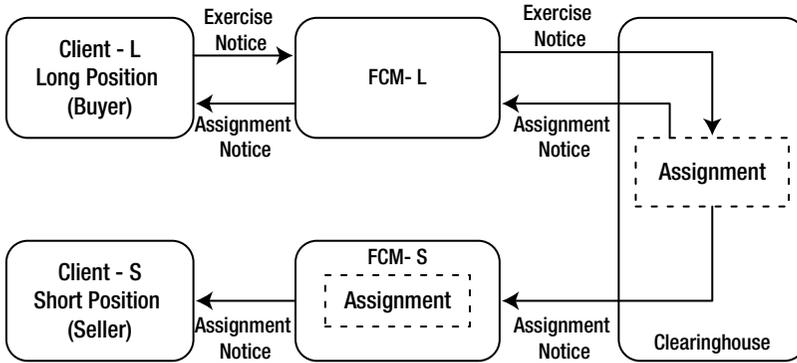 Client - L
Long Position
(Buyer)
Exercise
Notice
Assignment
Notice
FCM- L
Exercise
Notice
Assignment
Notice
Assignment
Client - S
Short Position
(Seller)
Assignment
Notice
FCM- S
Assignment
Assignment
Notice
Clearinghouse